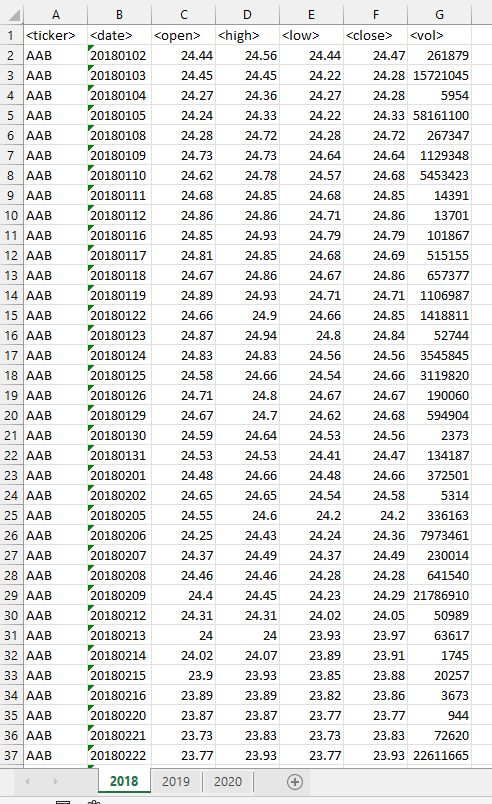 A B C D E F G
1 <ticker> <date> <open> <high> <low> <close> <vol>
2 AAB 20180102 24.44 24.56 24.44 24.47 261879
3 AAB 20180103 24.45 24.45 24.22 24.28 15721045
4 AAB 20180104 24.27 24.36 24.27 24.28 5954
5 AAB 20180105 24.24 24.33 24.22 24.33 58161100
6 AAB 20180108 24.28 24.72 24.28 24.72 267347
7 AAB 20180109 24.73 24.73 24.64 24.64 1129348
8 AAB 20180110 24.62 24.78 24.57 24.68 5453423
9 AAB 20180111 24.68 24.85 24.68 24.85 14391
10 AAB 20180112 24.86 24.86 24.71 24.86 13701
11 AAB 20180116 24.85 24.93 24.79 24.79 101867
12 AAB 20180117 24.81 24.85 24.68 24.69 515155
13 AAB 20180118 24.67 24.86 24.67 24.86 657377
14 AAB 20180119 24.89 24.93 24.71 24.71 1106987
15 AAB 20180122 24.66 24.9 24.66 24.85 1418811
16 AAB 20180123 24.87 24.94 24.8 24.84 52744
17 AAB 20180124 24.83 24.83 24.56 24.56 3545845
18 AAB 20180125 24.58 24.66 24.54 24.66 3119820
19 AAB 20180126 24.71 24.8 24.67 24.67 190060
20 AAB 20180129 24.67 24.7 24.62 24.68 594904
21 AAB 20180130 24.59 24.64 24.53 24.56 2373
22 AAB 20180131 24.53 24.53 24.41 24.47 134187
23 AAB 20180201 24.48 24.66 24.48 24.66 372501
24 AAB 20180202 24.65 24.65 24.54 24.58 5314
25 AAB 20180205 24.55 24.6 24.2 24.2 336163
26 AAB 20180206 24.25 24.43 24.24 24.36 7973461
27 AAB 20180207 24.37 24.49 24.37 24.49 230014
28 AAB 20180208 24.46 24.46 24.28 24.28 641540
29 AAB 20180209 24.4 24.45 24.23 24.29 21786910
30 AAB 20180212 24.31 24.31 24.02 24.05 50989
31 AAB 20180213 24 24 23.93 23.97 63617
32 AAB 20180214 24.02 24.07 23.89 23.91 1745
33 AAB 20180215 23.9 23.93 23.85 23.88 20257
34 AAB 20180216 23.89 23.89 23.82 23.86 3673
35 AAB 20180220 23.87 23.87 23.77 23.77 944
36 AAB 20180221 23.73 23.83 23.73 23.83 72620
37 AAB 20180222 23.77 23.93 23.77 23.93 22611665
2018 2019 2020